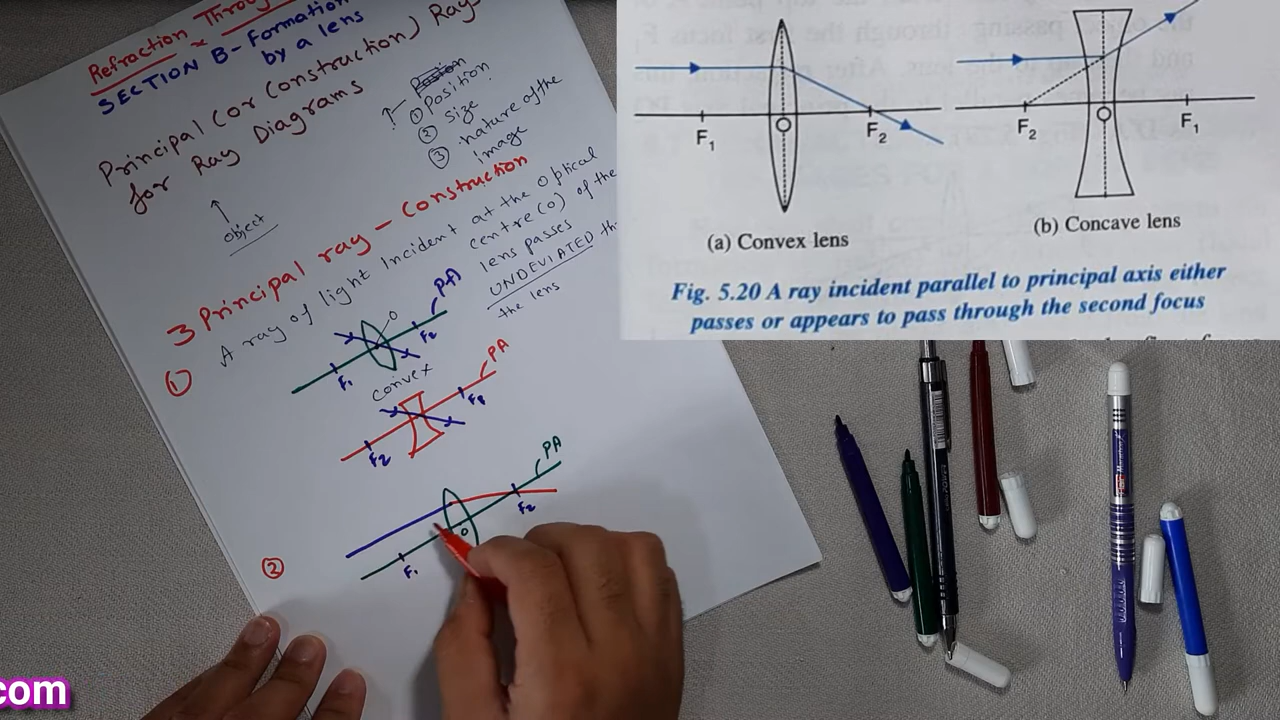 Refraction Throug
SECTION B-Formation
by a lens
Principal (or Construction) Rays
for Ray Diagrams
① Position
② Size
③ nature of the
image
object
3 Principal ray - Construction
① A ray of light Incident at the Optical
centre (O) of the
lens passes
UNDEVIATED th
the lens
O
PA
F₂
F₁
convex
PA
F₂
PA
F₂
O
F₁
②
F₁
O
F₂
(a) Convex lens
F₂
O
F₁
(b) Concave lens
Fig. 5.20 A ray incident parallel to principal axis either
passes or appears to pass through the second focus
com